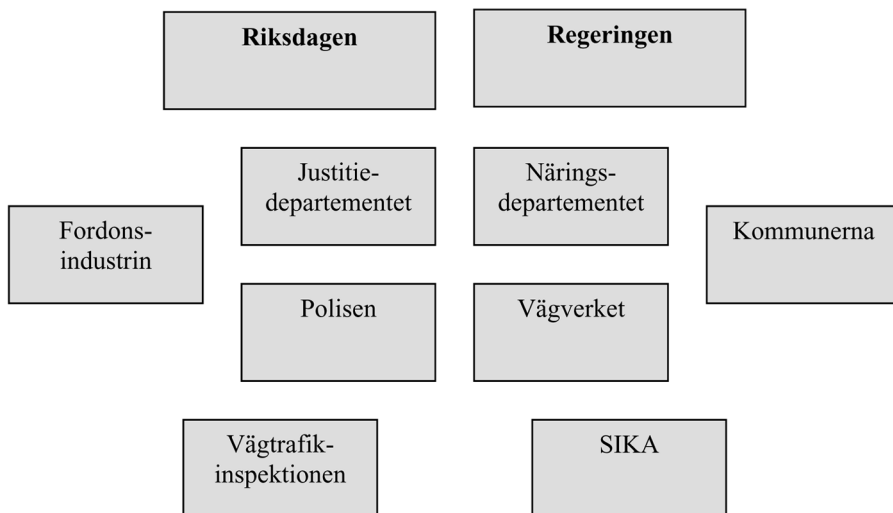 Riksdagen
Regeringen
Justitie-
departementet
Närings-
departementet
Fordons-
industrin
Kommunerna
Polisen
Vägverket
Vägtrafik-
inspektionen
SIKA